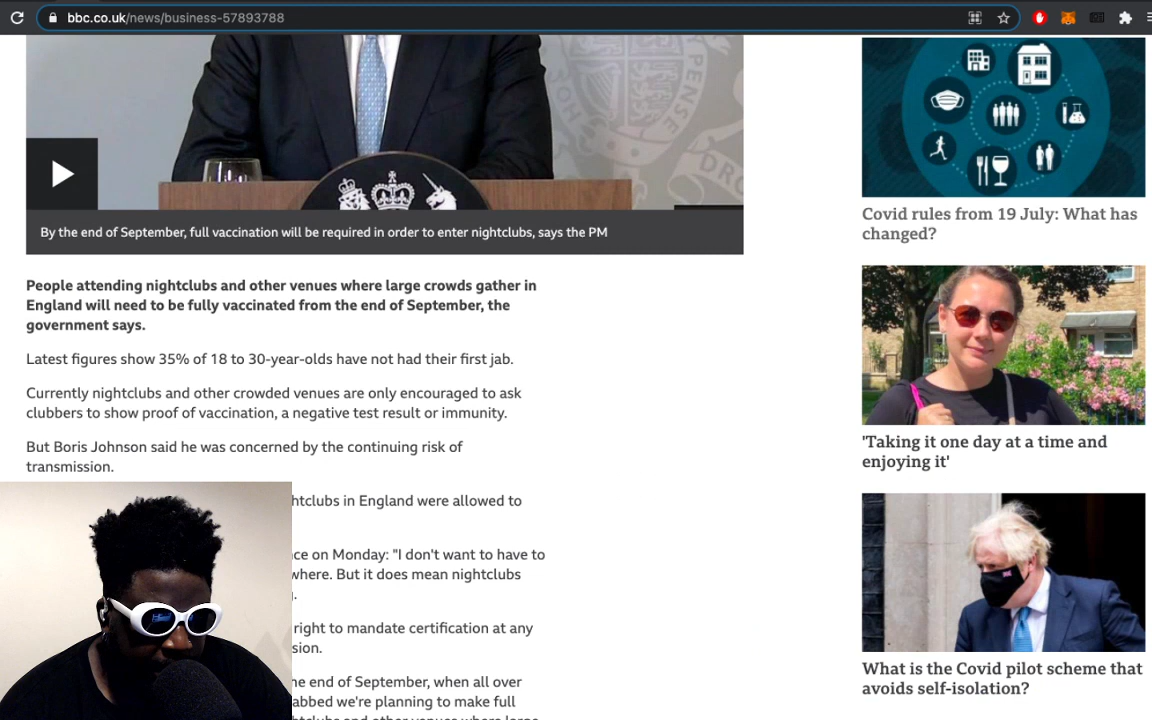 bbc.co.uk/news/business-57893788
By the end of September, full vaccination will be required in order to enter nightclubs, says the PM
People attending nightclubs and other venues where large crowds gather in
England will need to be fully vaccinated from the end of September, the
government says.
Latest figures show 35% of 18 to 30-year-olds have not had their first jab.
Currently nightclubs and other crowded venues are only encouraged to ask
clubbers to show proof of vaccination, a negative test result or immunity.
But Boris Johnson said he was concerned by the continuing risk of
transmission.
in England were allowed to
on Monday: "I don't want to have to
But it does mean nightclubs
right to mandate certification at any
end of September, when all over
we're planning to make full
and other venues where large
Covid rules from 19 July: What has
changed?
'Taking it one day at a time and
enjoying it'
What is the Covid pilot scheme that
avoids self-isolation?